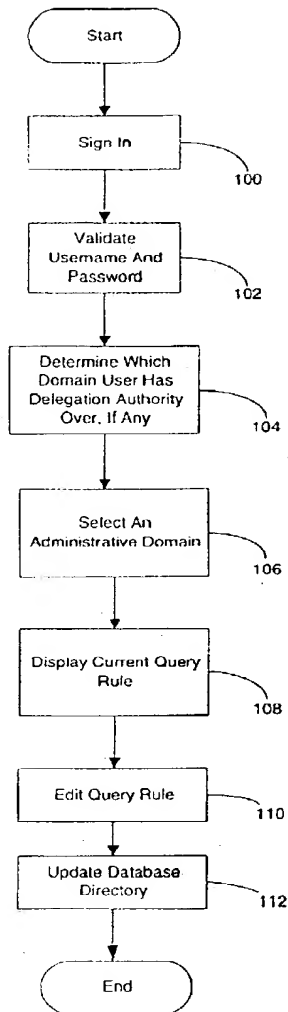 Start
Sign In
100
Validate
Username And
Password
102
Determine Which
Domain User Has
Delegation Authority
Over, If Any
104
Select An
Administrative Domain
106
Display Current Query
Rule
108
Edit Query Rule
110
Update Database
Directory
112
End